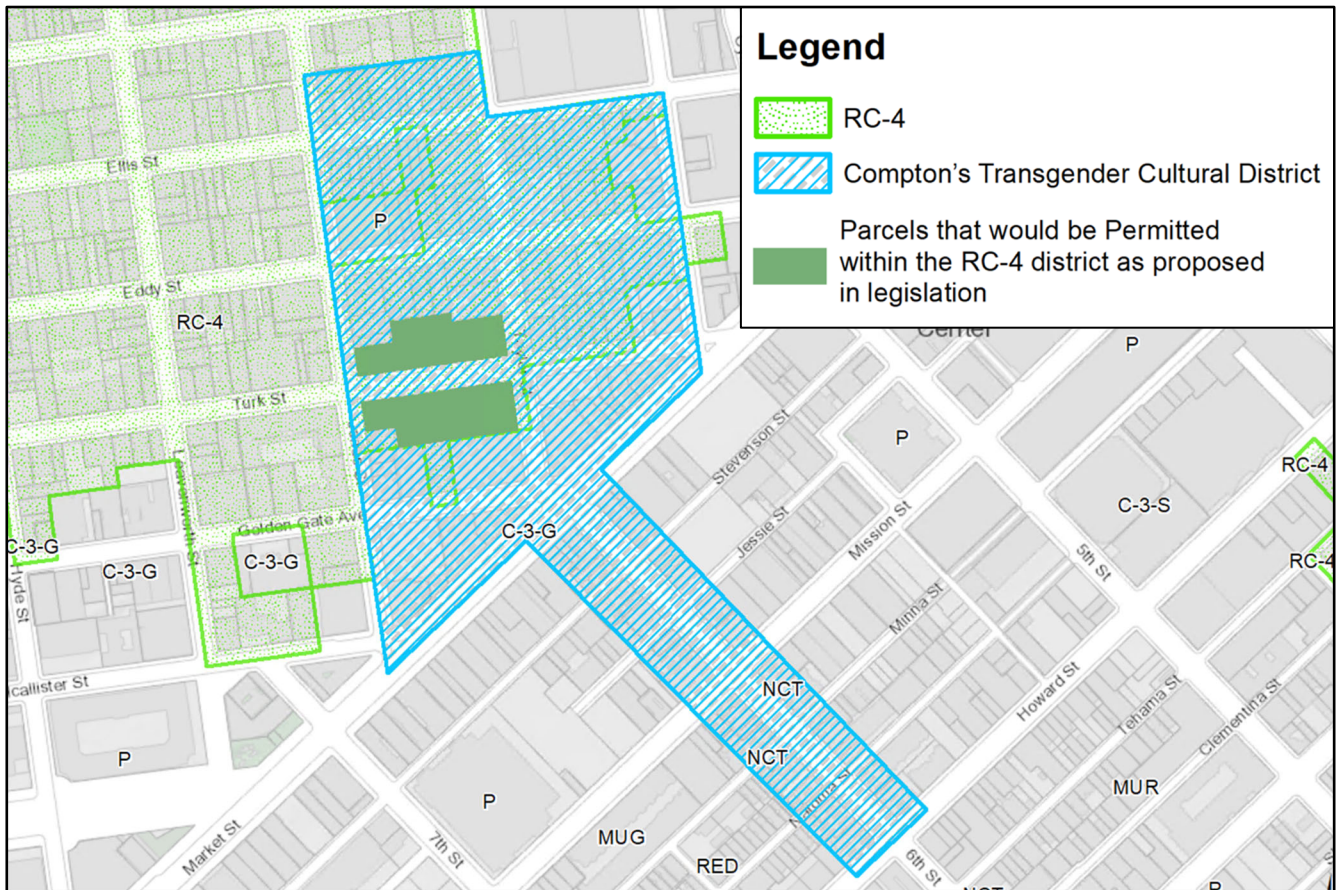 Legend
RC-4
Compton's Transgender Cultural District
Parcels that would be Permitted
within the RC-4 district as proposed
in legislation
Ellis St
P
Eddy St
RC-4
P
Turk St
Stevenson St
P
Leavenworth St
RC-4
C-3-S
Golden Gate Ave
C-3-G
Jessie St
Mission St
C-3-G
C-3-G
C-3-G
5th St
RC-4
Hyde St
Minna St
callister St
NCT
Howard St
Tehama St
Clementina St
NCT
P
MUR
P
Market St
7th St
MUG
RED
6th St
NCT
P